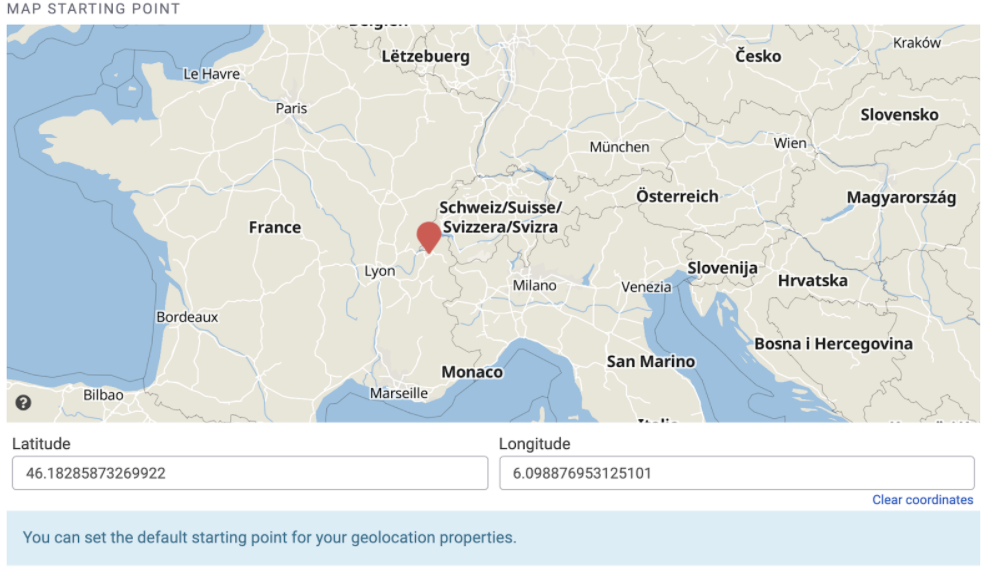 MAP STARTING POINT
België
Lëtzebuerg
Česko
Kraków
Le Havre
Paris
Slovensko
München
Wien
Österreich
Magyarország
Schweiz/Suisse/
Svizzera/Svizra
France
Lyon
Milano
Venezia
Slovenija
Hrvatska
Bordeaux
Bosna i Hercegovina
San Marino
Monaco
Marseille
Bilbao
?
Italia
Latitude
Longitude
46.18285873269922
6.098876953125101
Clear coordinates
You can set the default starting point for your geolocation properties.